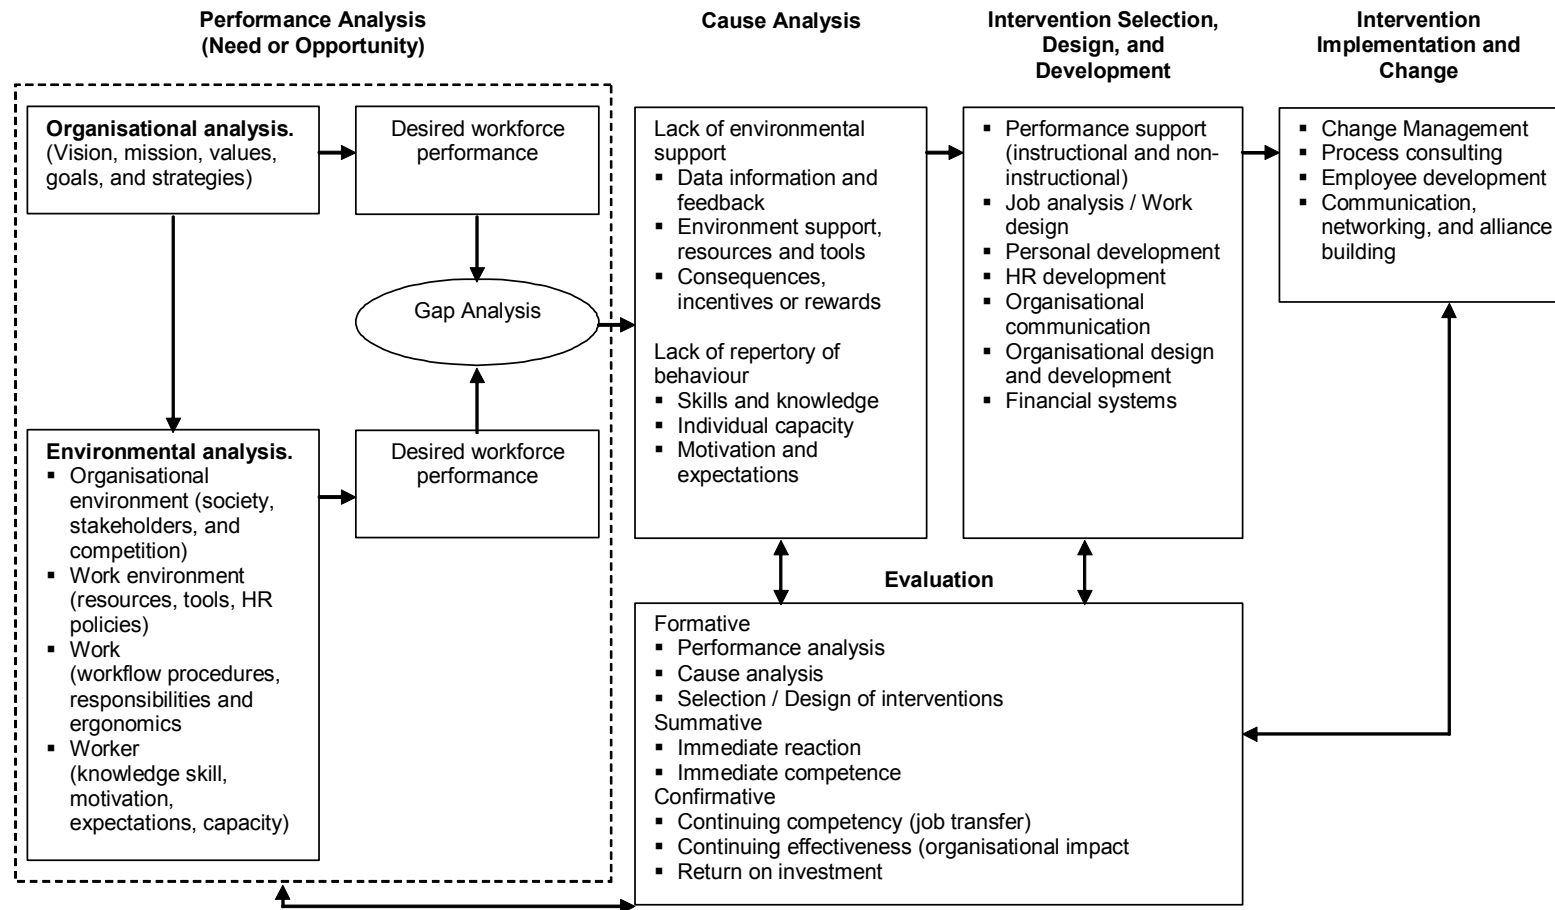 Performance Analysis
(Need or Opportunity)
Cause Analysis
Intervention Selection,
Design, and
Development
Intervention
Implementation and
Change
Organisational analysis.
(Vision, mission, values,
goals, and strategies)
Desired workforce
performance
Gap Analysis
Environmental analysis.
▪ Organisational
environment (society,
stakeholders, and
competition)
▪ Work environment
(resources, tools, HR
policies)
▪ Work
(workflow procedures,
responsibilities and
ergonomics
▪ Worker
(knowledge skill,
motivation,
expectations, capacity)
Desired workforce
performance
Lack of environmental
support
▪ Data information and
feedback
▪ Environment support,
resources and tools
▪ Consequences,
incentives or rewards
Lack of repertory of
behaviour
▪ Skills and knowledge
▪ Individual capacity
▪ Motivation and
expectations
▪ Performance support
(instructional and non-
instructional)
▪ Job analysis / Work
design
▪ Personal development
▪ HR development
▪ Organisational
communication
▪ Organisational design
and development
▪ Financial systems
▪ Change Management
▪ Process consulting
▪ Employee development
▪ Communication,
networking, and alliance
building
Evaluation
Formative
▪ Performance analysis
▪ Cause analysis
▪ Selection / Design of interventions
Summative
▪ Immediate reaction
▪ Immediate competence
Confirmative
▪ Continuing competency (job transfer)
▪ Continuing effectiveness (organisational impact
▪ Return on investment